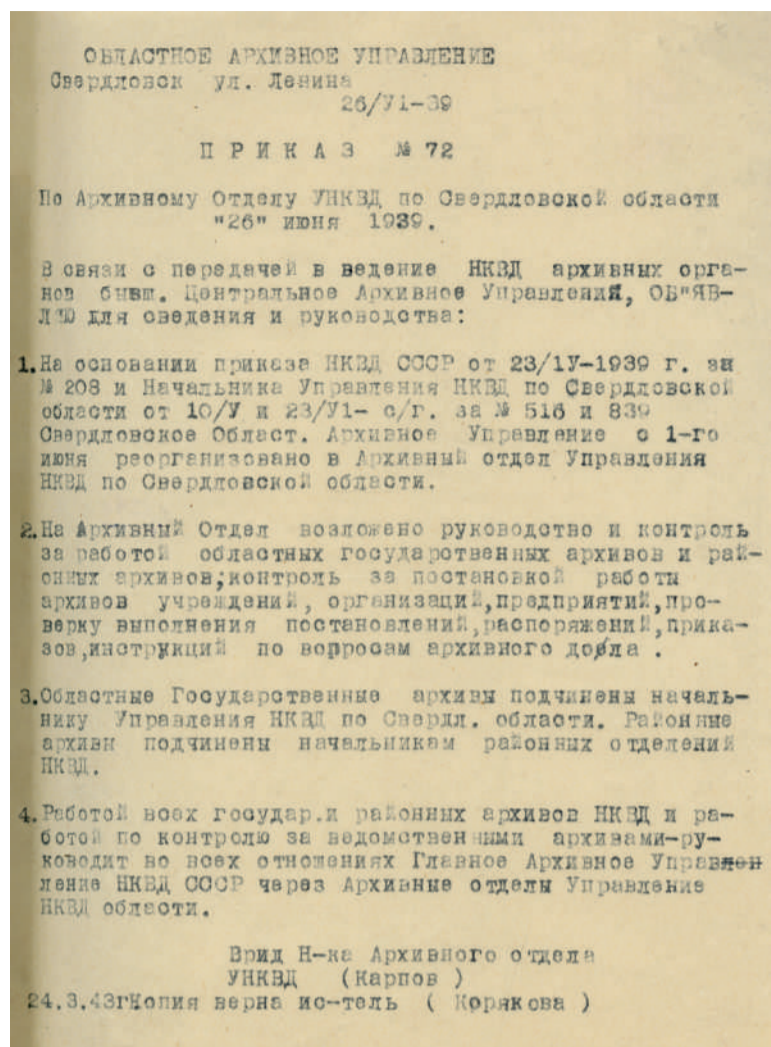 ОБЛАСТНОЕ АРХИВНОЕ УПРАВЛЕНИЕ
Свердловск ул. Ленина
26/У1-39
П Р И К А З № 72
По Архивному Отделу УНКВД по Свердловской области
"26" июня 1939.
В связи с передачей в ведение НКВД архивных орга-
нов бывш. Центральное Архивное Управлений, ОБ"ЯВ-
ЛЯЮ для сведения и руководства:
1.На основании приказа НКВД СССР от 23/1У-1939 г. за
№ 208 и Начальника Управления НКВД по Свердловской
области от 10/У и 23/У1- с/г. за № 516 и 839
Свердловское Област. Архивное Управление с 1-го
июня реорганизовано в Архивный отдел Управления
НКВД по Свердловской области.
2.На Архивный Отдел возложено руководство и контроль
за работой областных государственных архивов и рай-
онных архивов,контроль за постановкой работы
архивов учреждений, организаций,предприятий,про-
верку выполнения постановлений,распоряжений,прика-
зов,инструкций по вопросам архивного дела .
3.Областные Государственные архивы подчинены началь-
нику Управления НКВД по Свердл. области. Районные
архивы подчинены начальникам районных отделений
НКВД.
4.Работой всех государ.и районных архивов НКВД и ра-
ботой по контролю за ведомственными архивами-ру-
ководит во всех отношениях Главное Архивное Управ
ление НКВД СССР через Архивные отделы Управление
НКВД области.
Врид Н-ка Архивного отдела
УНКВД (Карпов )
24.3.43гКопия верна ис-тель ( Корякова )